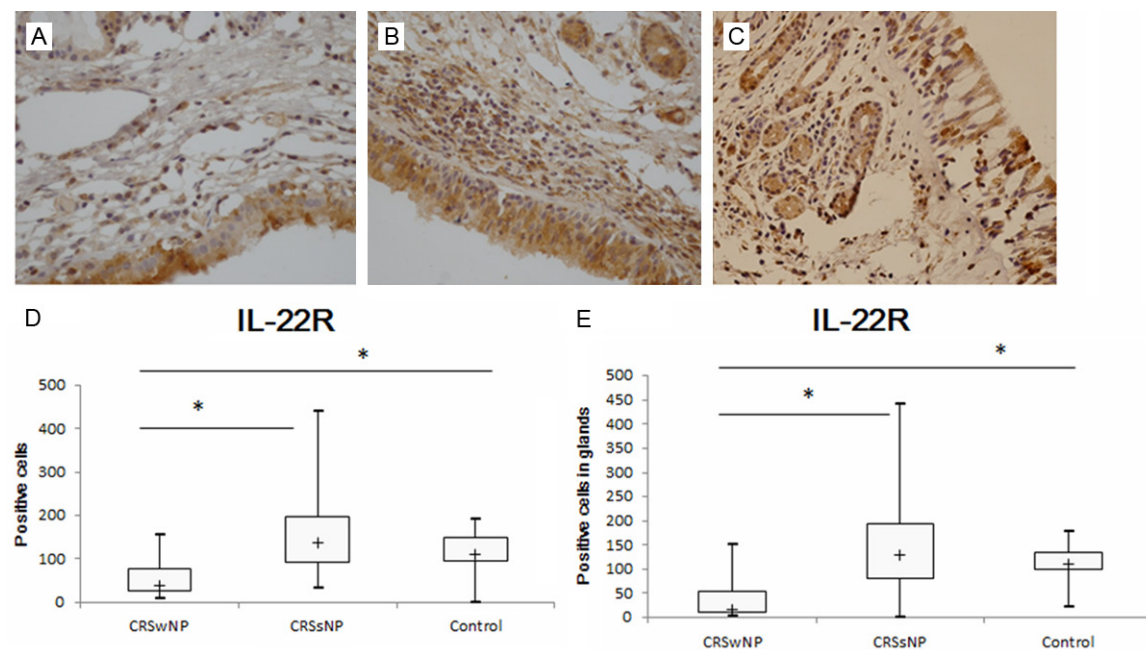 A
B
C
D
IL-22R
*
*
Positive cells
500
400
300
200
100
0
CRSwNP
CRSsNP
Control
E
IL-22R
*
*
Positive cells in glands
500
450
400
350
300
250
200
150
100
50
0
CRSwNP
CRSsNP
Control